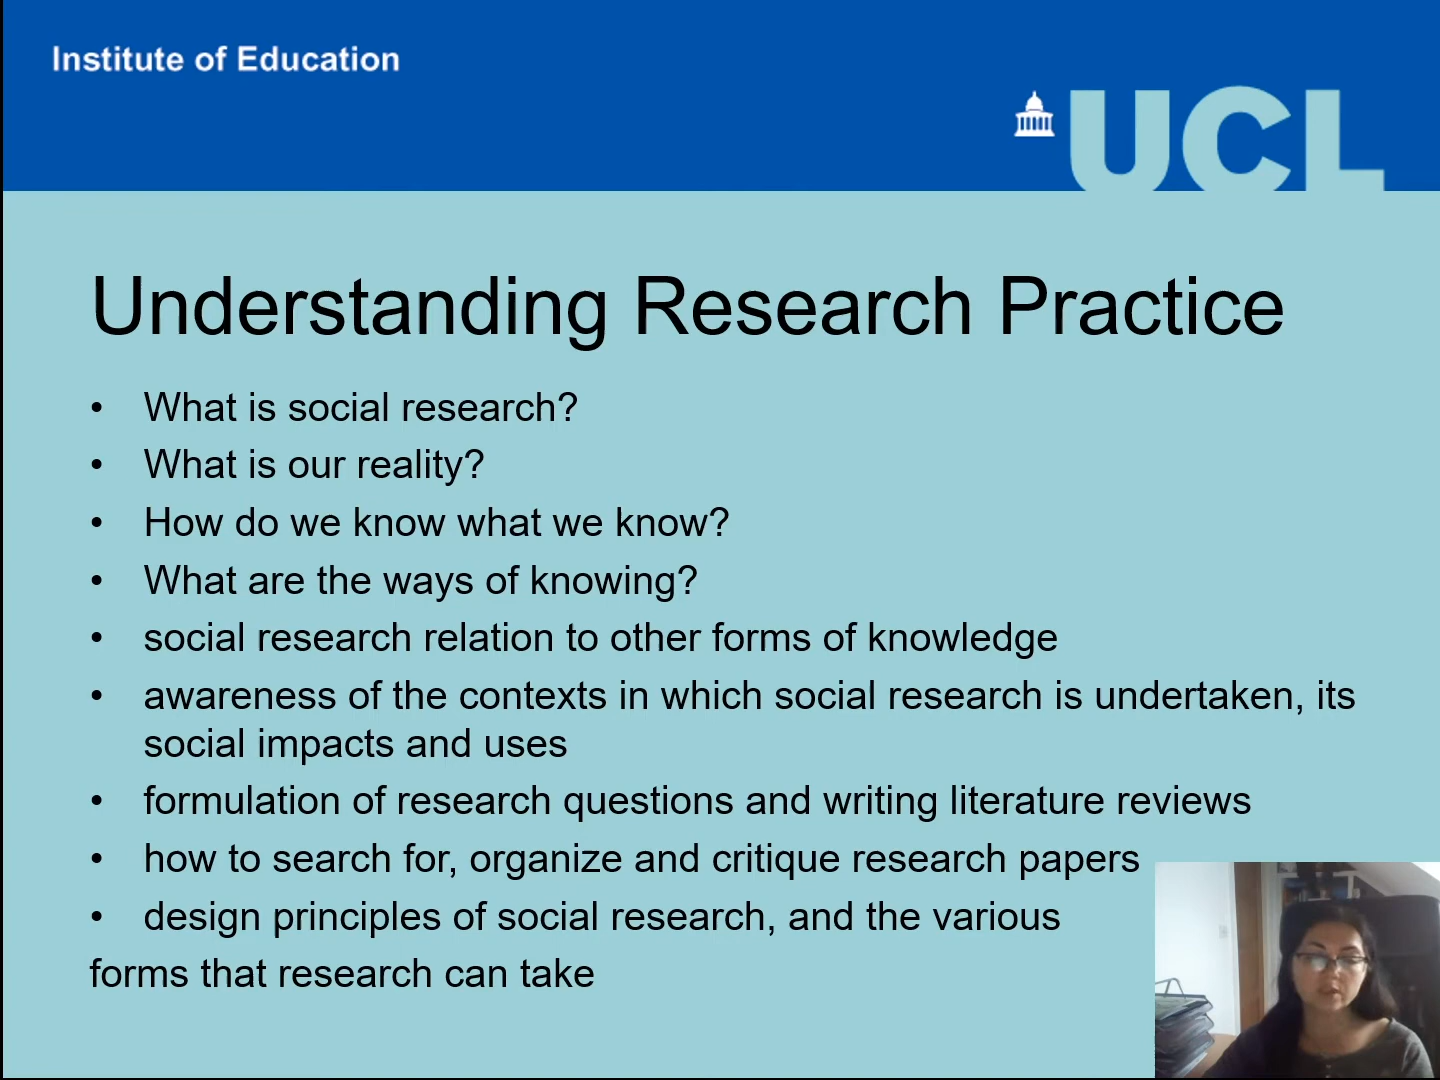 Institute of Education
UCL
Understanding Research Practice
• What is social research?
• What is our reality?
• How do we know what we know?
• What are the ways of knowing?
• social research relation to other forms of knowledge
• awareness of the contexts in which social research is undertaken, its
social impacts and uses
• formulation of research questions and writing literature reviews
• how to search for, organize and critique research papers
• design principles of social research, and the various
forms that research can take